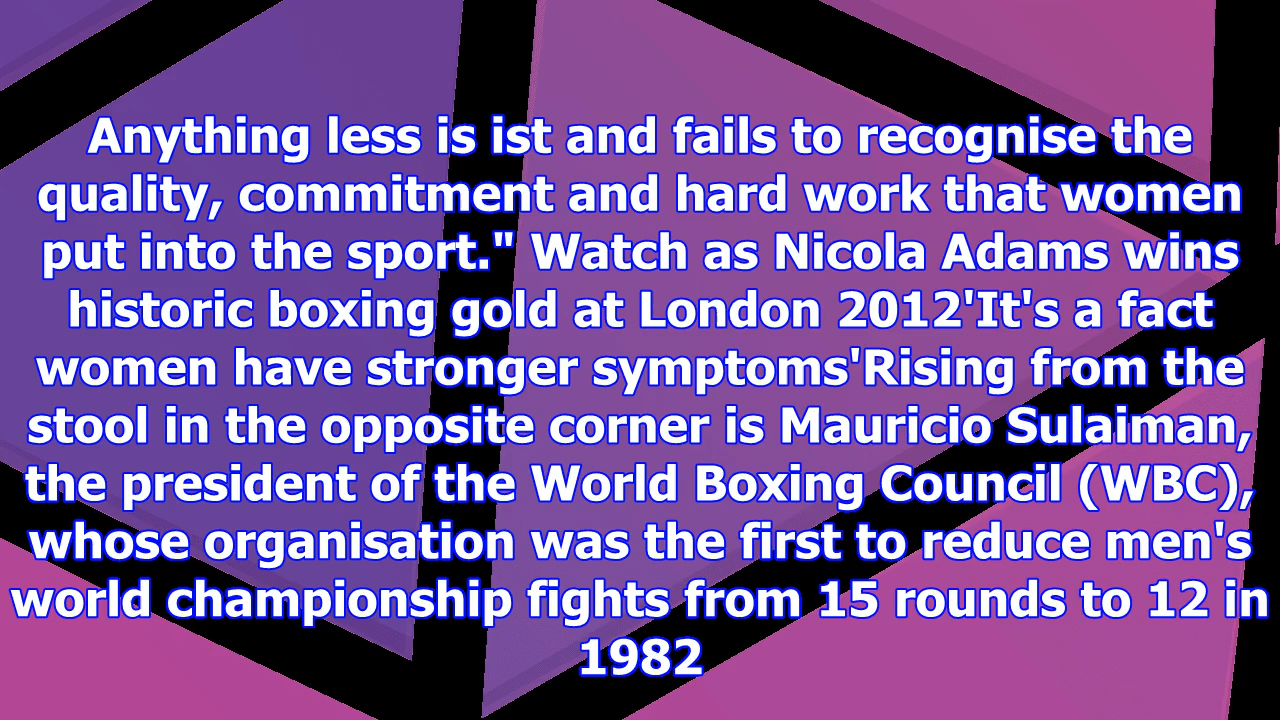 Anything less is ist and fails to recognise the
quality, commitment and hard work that women
put into the sport." Watch as Nicola Adams wins
historic boxing gold at London 2012'It's a fact
women have stronger symptoms'Rising from the
stool in the opposite corner is Mauricio Sulaiman,
the president of the World Boxing Council (WBC),
whose organisation was the first to reduce men's
world championship fights from 15 rounds to 12 in
1982